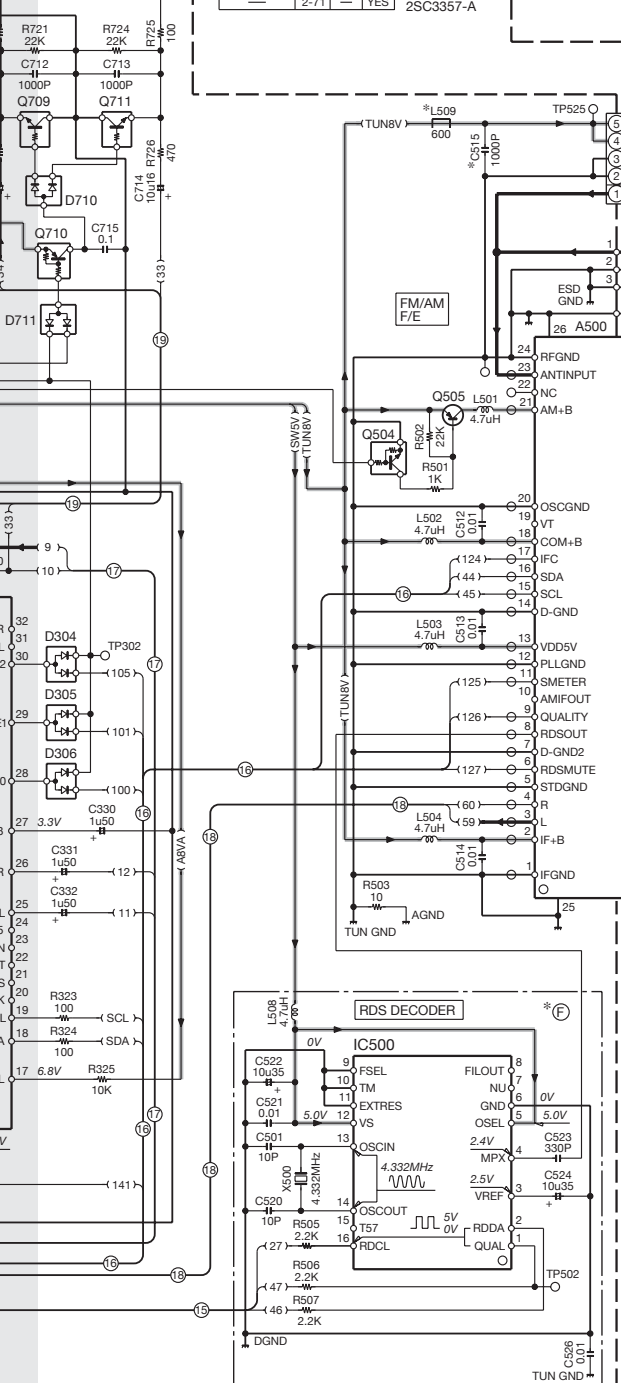 2-71 — YES
2SC3357-A
R721
22K
R724
22K
R725
100
C712
1000P
C713
1000P
Q709
Q711
R726
470
C714
10u16
+
D710
Q710
C715
0.1
D711
34
33
19
*L509
600
TUN8V
TP525
*C515
1000P
5
4
3
2
1
1
2
3
ESD
GND
FM/AM
F/E
26
A500
24 RFGND
23 ANTINPUT
22 NC
21 AM+B
Q505
L501
4.7uH
R502
22K
Q504
R501
1K
SW5V
TUN8V
20 OSCGND
19 VT
18 COM+B
17 IFC
16 SDA
15 SCL
14 D-GND
13 VDD5V
12 PLLGND
11 SMETER
10 AMIFOUT
9 QUALITY
8 RDSOUT
7 D-GND2
6 RDSMUTE
5 STDGND
4 R
3 L
2 IF+B
1 IFGND
25
L502
4.7uH
C512
0.01
124
44
45
16
L503
4.7uH
C513
0.01
TUN8V
125
126
127
16
60
59
18
L504
4.7uH
C514
0.01
R503
10
AGND
TUN GND
19
33
9
10
17
32
31
30
29
28
27 3.3V
26
25
24
23
22
21
20
19
18
17 6.8V
D304
TP302
105
D305
101
D306
100
17
16
18
C330
1u50
+
A8VA
C331
1u50
+
12
C332
1u50
+
11
R323
100
SCL
R324
100
SDA
R325
10K
17
16
18
141
16
18
15
L508
4.7uH
RDS DECODER
* F
IC500
0V
C522
10u35
+
C521
0.01
5.0V
C501
10P
X500
4.332MHz
C520
10P
9 FSEL
10 TM
11 EXTRES
12 VS
13 OSCIN
14 OSCOUT
15 T57
16 RDCL
4.332MHz
5V
0V
FILOUT 8
NU 7
GND 6
OSEL 5
MPX 4
VREF 3
RDDA 2
QUAL 1
0V
5.0V
2.4V
2.5V
C523
330P
C524
10u35
+
R505
2.2K
27
R506
2.2K
47
R507
2.2K
46
TP502
DGND
C526
0.01
TUN GND